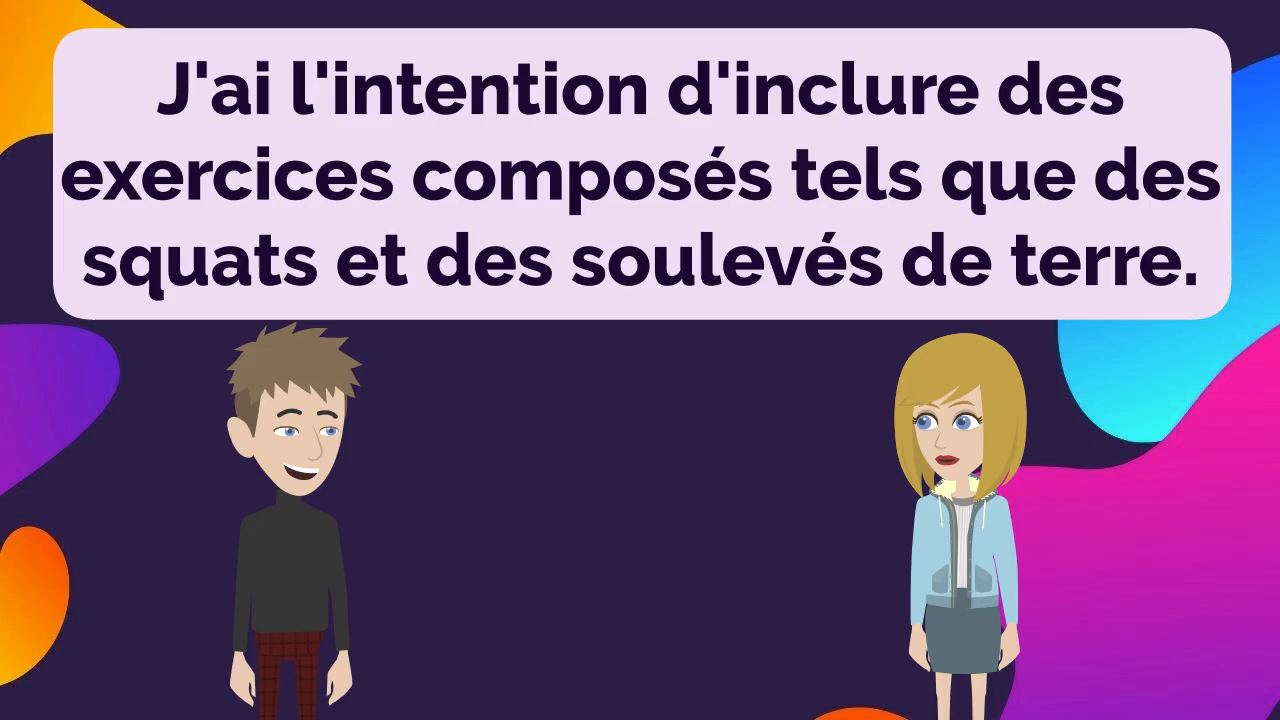 J'ai l'intention d'inclure des
exercices composés tels que des
squats et des soulevés de terre.